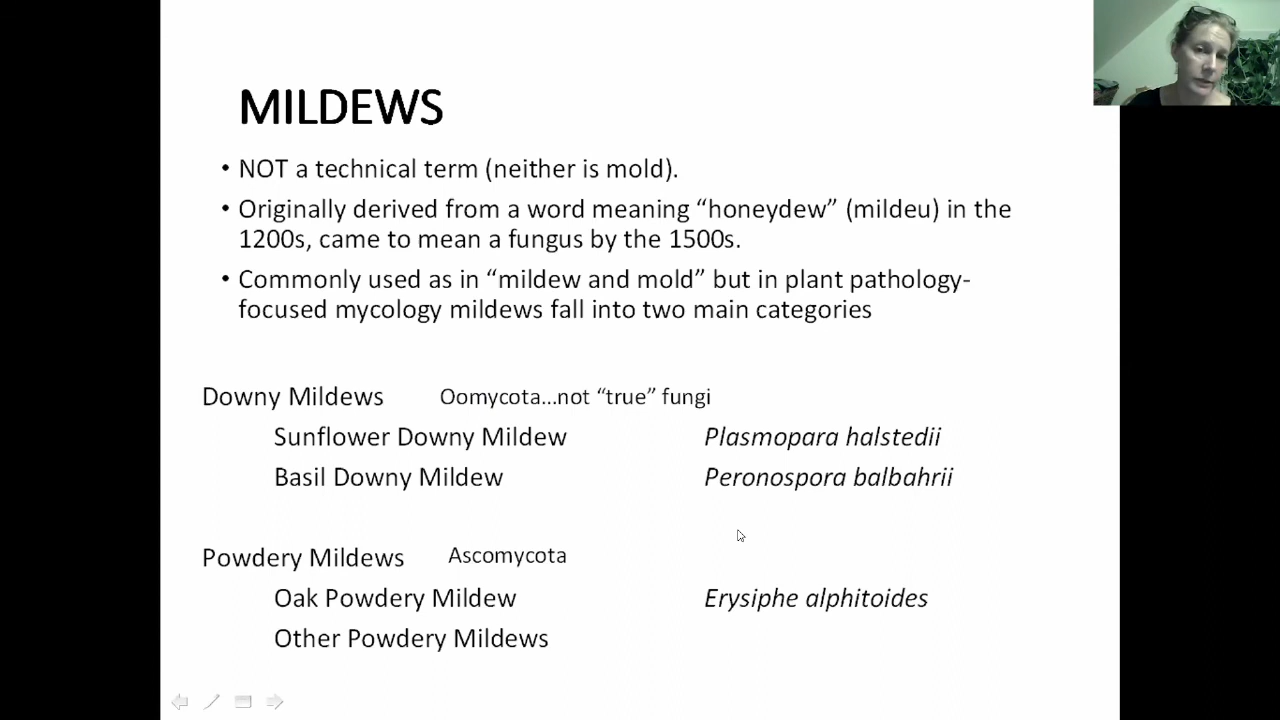 MILDEWS
• NOT a technical term (neither is mold).
• Originally derived from a word meaning “honeydew” (mildeu) in the
1200s, came to mean a fungus by the 1500s.
• Commonly used as in “mildew and mold” but in plant pathology-
focused mycology mildews fall into two main categories
Downy Mildews Oomycota...not “true” fungi
Sunflower Downy Mildew Plasmopara halstedii
Basil Downy Mildew Peronospora balbahrii
Powdery Mildews Ascomycota
Oak Powdery Mildew Erysiphe alphitoides
Other Powdery Mildews